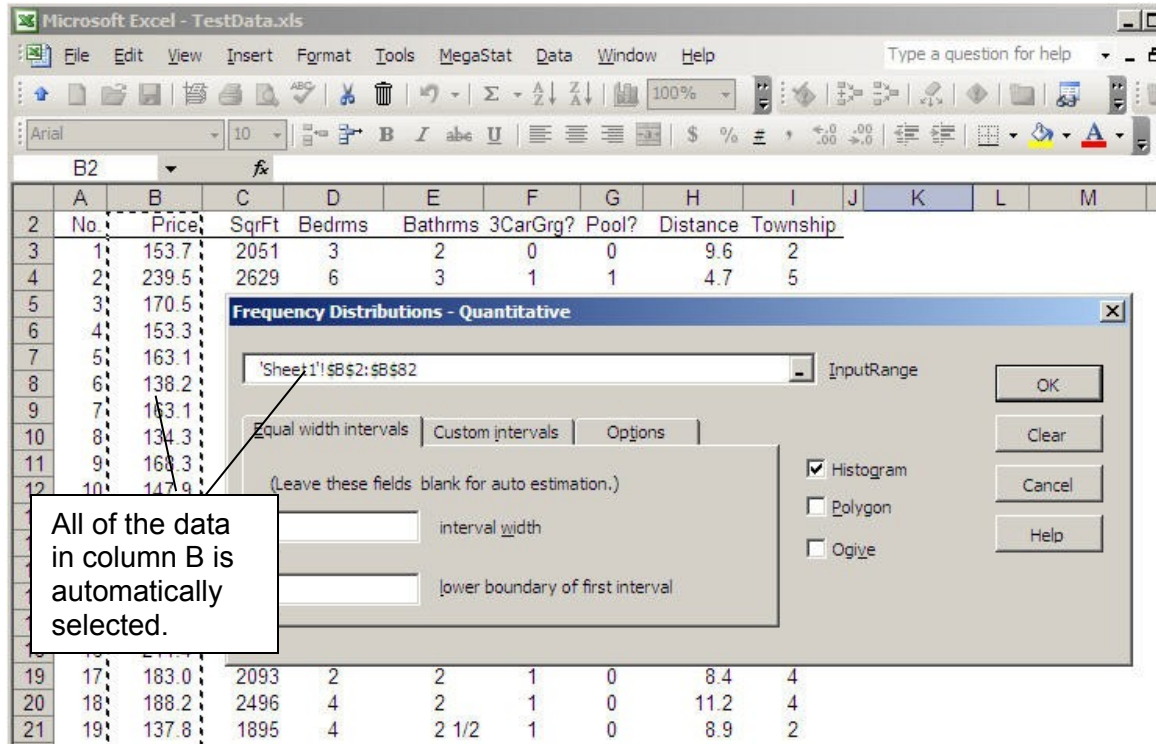 Microsoft Excel - TestData.xls
File Edit View Insert Format Tools MegaStat Data Window Help Type a question for help
100%
Arial 10 B I abc U $ %
B2 fx
A B C D E F G H I J K L M
2 No. Price SqrFt Bedrms Bathrms 3CarGrg? Pool? Distance Township
3 1 153.7 2051 3 2 0 0 9.6 2
4 2 239.5 2629 6 3 1 1 4.7 5
5 3 170.5
6 4 153.3
7 5 163.1
8 6 138.2
9 7 163.1
10 8 134.3
11 9 168.3
12 10 147.9
Frequency Distributions - Quantitative
'Sheet1'!$B$2:$B$82 InputRange
Equal width intervals Custom intervals Options
(Leave these fields blank for auto estimation.)
interval width
lower boundary of first interval
Histogram
Polygon
Ogive
OK
Clear
Cancel
Help
All of the data
in column B is
automatically
selected.
19 17 183.0 2093 2 2 1 0 8.4 4
20 18 188.2 2496 4 2 1 0 11.2 4
21 19 137.8 1895 4 2 1/2 1 0 8.9 2